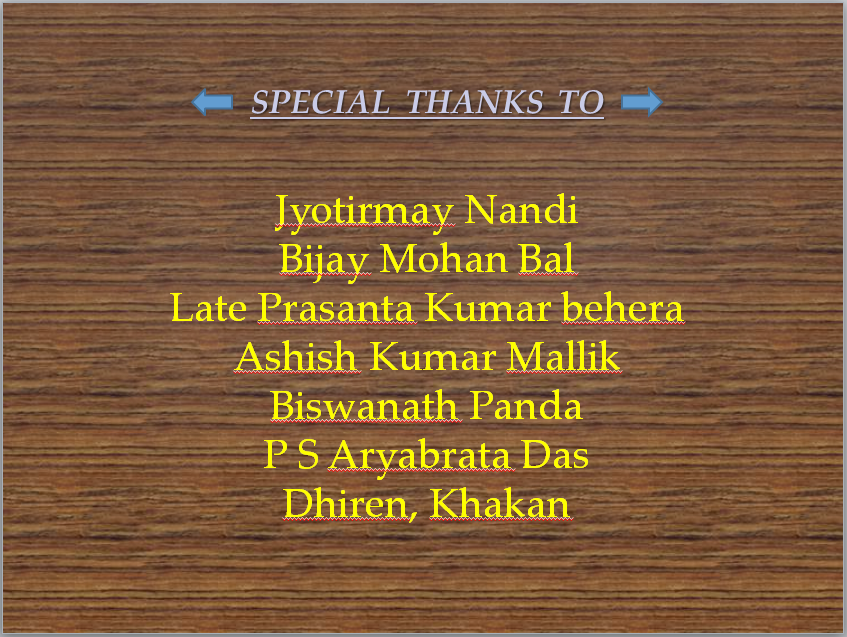 SPECIAL THANKS TO
Jyotirmay Nandi
Bijay Mohan Bal
Late Prasanta Kumar behera
Ashish Kumar Mallik
Biswanath Panda
P S Aryabrata Das
Dhiren, Khakan